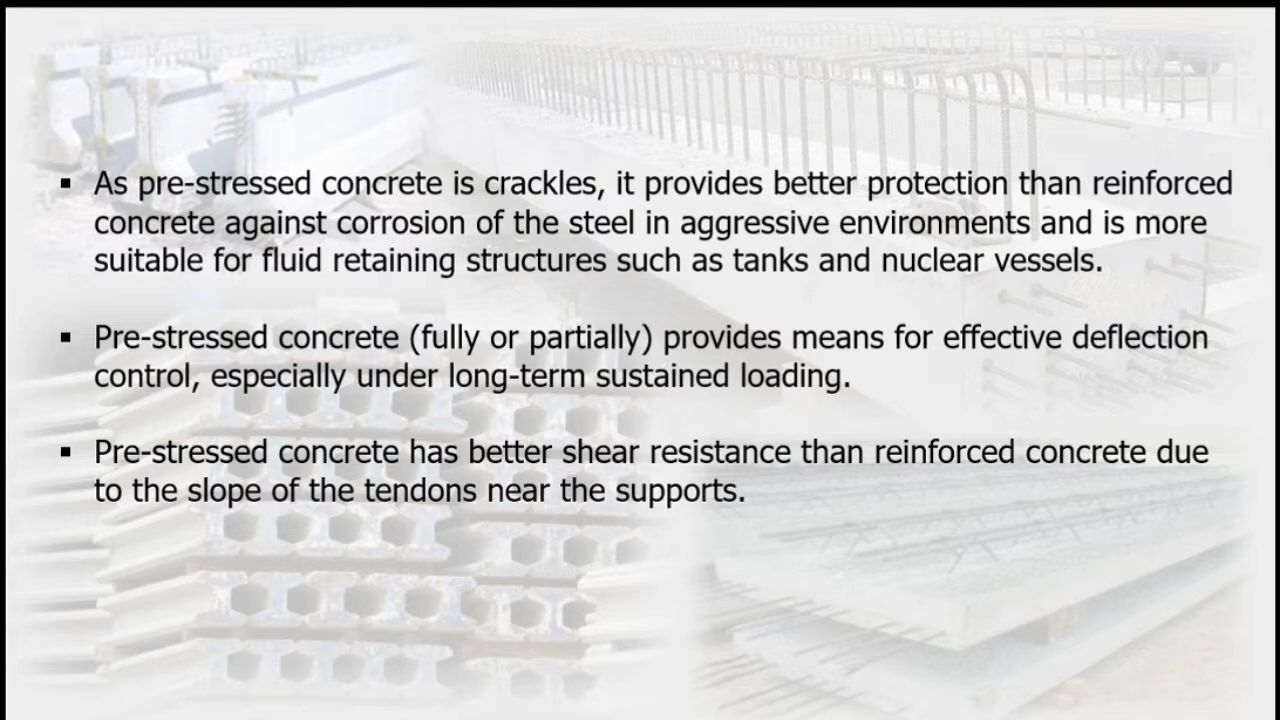 ▪ As pre-stressed concrete is crackles, it provides better protection than reinforced
concrete against corrosion of the steel in aggressive environments and is more
suitable for fluid retaining structures such as tanks and nuclear vessels.
▪ Pre-stressed concrete (fully or partially) provides means for effective deflection
control, especially under long-term sustained loading.
▪ Pre-stressed concrete has better shear resistance than reinforced concrete due
to the slope of the tendons near the supports.